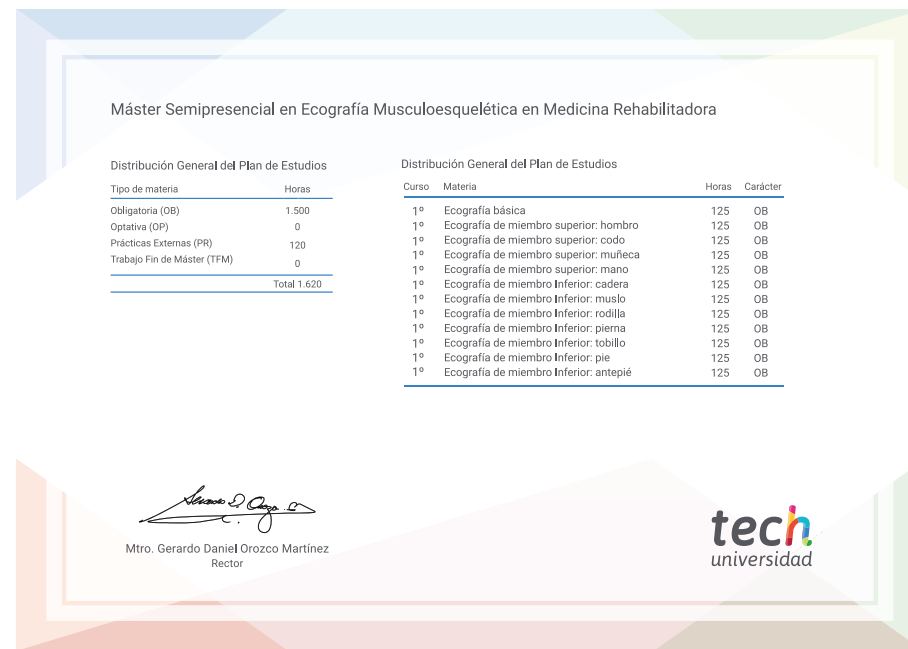 Máster Semipresencial en Ecografía Musculoesquelética en Medicina Rehabilitadora
Distribución General del Plan de Estudios
Tipo de materia Horas
Obligatoria (OB) 1.500
Optativa (OP) 0
Prácticas Externas (PR) 120
Trabajo Fin de Máster (TFM) 0
Total 1.620
Distribución General del Plan de Estudios
Curso Materia Horas Carácter
1º Ecografía básica 125 OB
1º Ecografía de miembro superior: hombro 125 OB
1º Ecografía de miembro superior: codo 125 OB
1º Ecografía de miembro superior: muñeca 125 OB
1º Ecografía de miembro superior: mano 125 OB
1º Ecografía de miembro Inferior: cadera 125 OB
1º Ecografía de miembro Inferior: muslo 125 OB
1º Ecografía de miembro Inferior: rodilla 125 OB
1º Ecografía de miembro Inferior: pierna 125 OB
1º Ecografía de miembro Inferior: tobillo 125 OB
1º Ecografía de miembro Inferior: pie 125 OB
1º Ecografía de miembro Inferior: antepié 125 OB
Mtro. Gerardo Daniel Orozco Martínez
Rector
tech
universidad